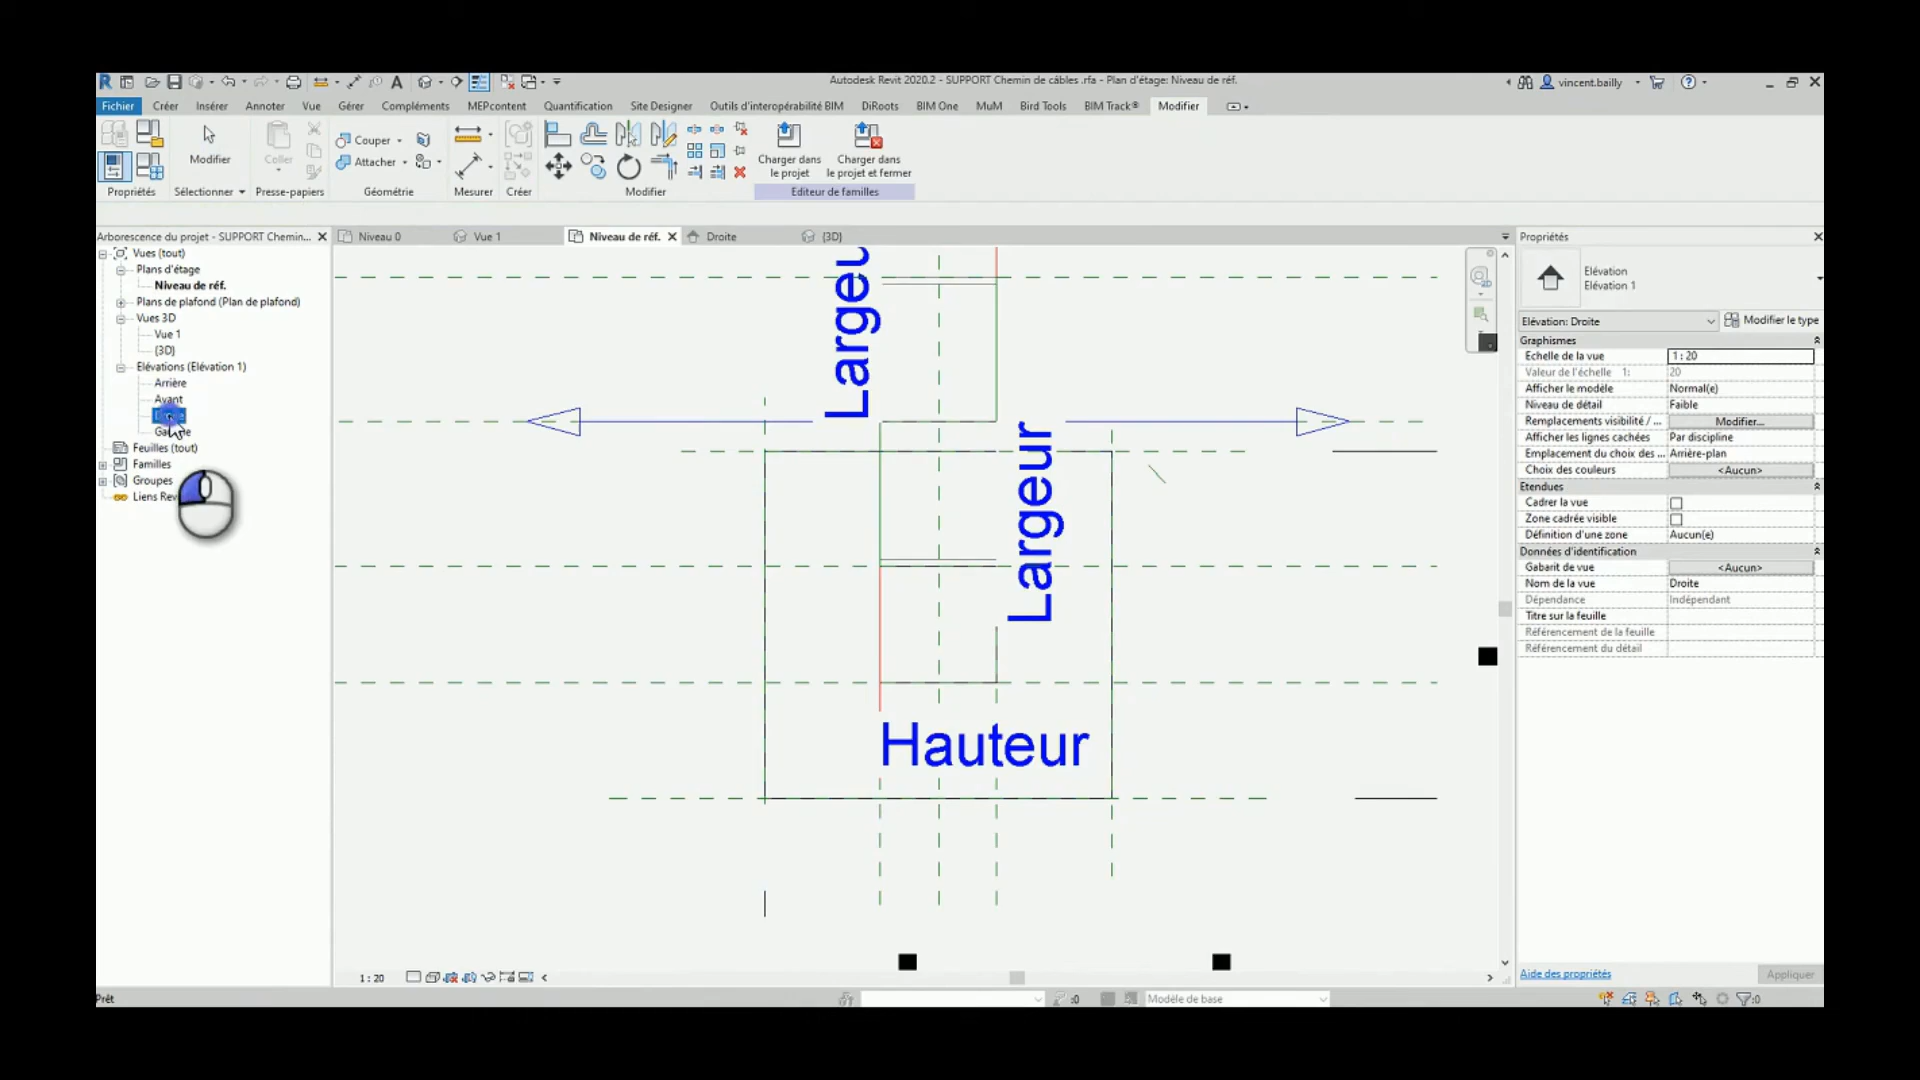 Autodesk Revit 2020.2 - SUPPORT Chemin de câbles .rfa - Plan d'étage: Niveau de réf.
vincent.bailly
Fichier Créer Insérer Annoter Vue Gérer Compléments MEPcontent Quantification Site Designer Outils d'interopérabilité BIM DiRoots BIM One MuM Bird Tools BIM Track® Modifier
Modifier
Coller
Couper
Attacher
Charger dans le projet
Charger dans le projet et fermer
Propriétés Sélectionner Presse-papiers Géométrie Mesurer Créer Modifier Editeur de familles
Arborescence du projet - SUPPORT Chemin...
Niveau 0 Vue 1 Niveau de réf. Droite {3D}
Vues (tout)
Plans d'étage
Niveau de réf.
Plans de plafond (Plan de plafond)
Vues 3D
Vue 1
{3D}
Elévations (Elévation 1)
Arrière
Avant
Feuilles (tout)
Familles
Groupes
Liens Rev
Largeu
Largeur
Hauteur
Propriétés
Elévation
Elévation 1
Elévation: Droite
Modifier le type
Graphismes
Echelle de la vue 1 : 20
Valeur de l'échelle 1: 20
Afficher le modèle Normal(e)
Niveau de détail Faible
Remplacements visibilité / ... Modifier...
Afficher les lignes cachées Par discipline
Emplacement du choix des ... Arrière-plan
Choix des couleurs <Aucun>
Etendues
Cadrer la vue
Zone cadrée visible
Définition d'une zone Aucun(e)
Données d'identification
Gabarit de vue <Aucun>
Nom de la vue Droite
Dépendance Indépendant
Titre sur la feuille
Référencement de la feuille
Référencement du détail
Aide des propriétés
Appliquer
1 : 20
Prêt
:0
Modèle de base
:0